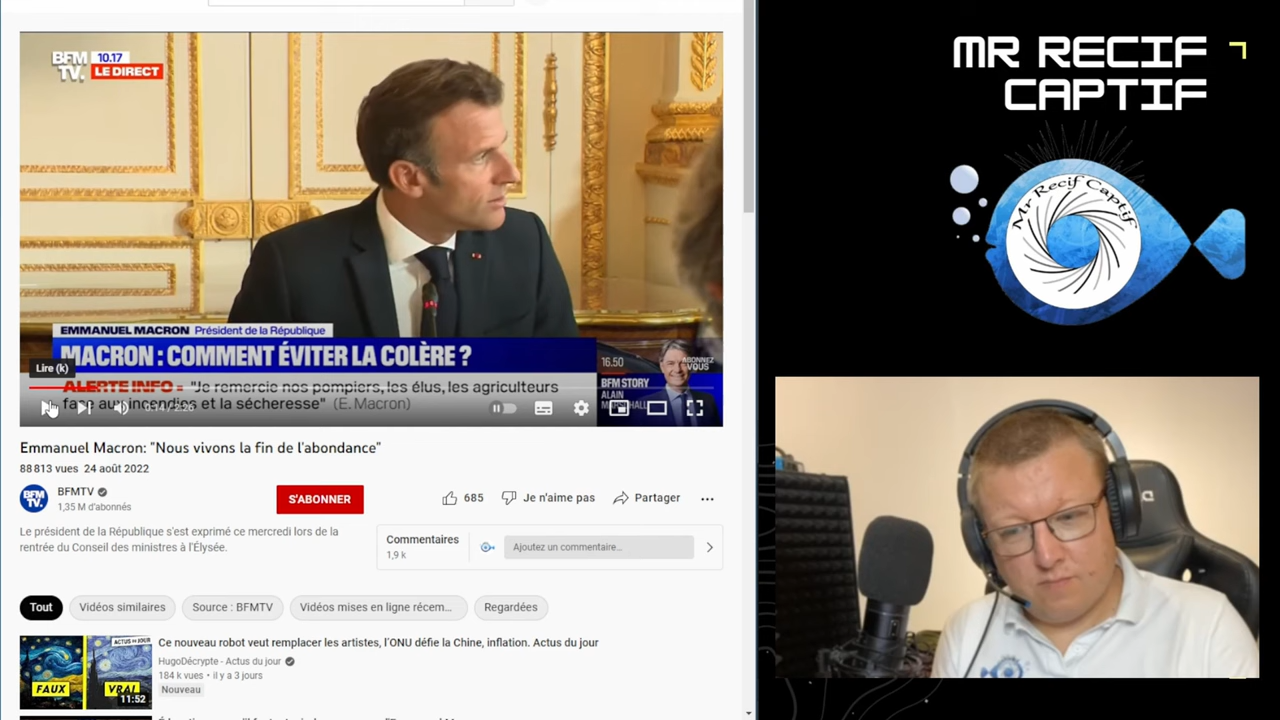 BFM
TV.
10.17
LE DIRECT
EMMANUEL MACRON Président de la République
MACRON : COMMENT ÉVITER LA COLÈRE ?
Lire (k)
ALERTE INFO "Je remercie nos pompiers, les élus, les agriculteurs
face aux incendies et la sécheresse" (E. Macron)
16.50
ABONNEZ
VOUS
BFM STORY
ALAIN
Emmanuel Macron: "Nous vivons la fin de l'abondance"
88 813 vues 24 août 2022
BFM
TV.
BFMTV
1,35 M d'abonnés
S'ABONNER
685
Je n'aime pas
Partager
Le président de la République s'est exprimé ce mercredi lors de la
rentrée du Conseil des ministres à l'Élysée.
Commentaires
1,9 k
Ajoutez un commentaire...
Tout
Vidéos similaires
Source : BFMTV
Vidéos mises en ligne récem...
Regardées
ACTUS DU JOUR
FAUX
VRAI
11:52
Ce nouveau robot veut remplacer les artistes, l'ONU défie la Chine, inflation. Actus du jour
HugoDécrypte - Actus du jour
184 k vues • il y a 3 jours
Nouveau
MR RECIF
CAPTIF
Mr Recif Captif